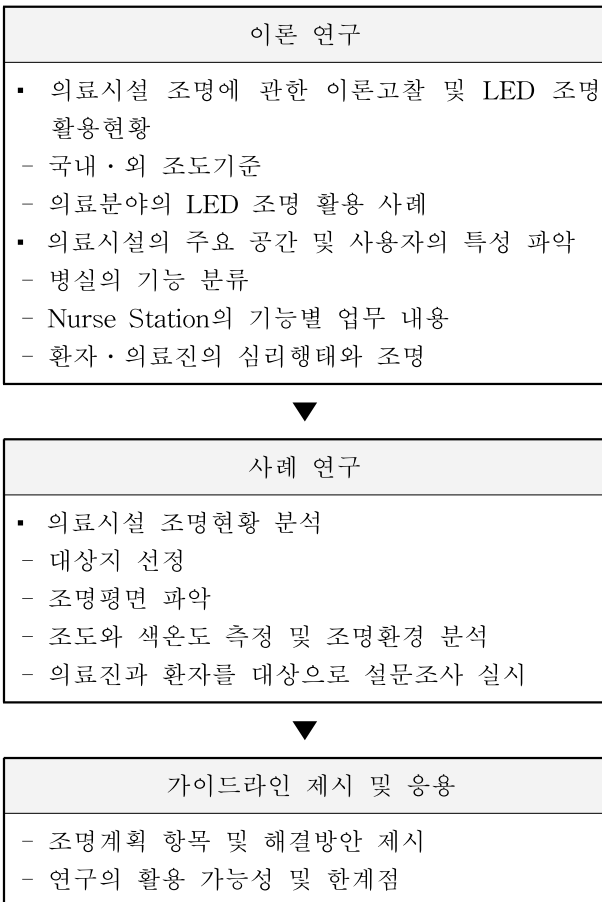 이론 연구
▪ 의료시설 조명에 관한 이론고찰 및 LED 조명
활용현황
- 국내·외 조도기준
- 의료분야의 LED 조명 활용 사례
▪ 의료시설의 주요 공간 및 사용자의 특성 파악
- 병실의 기능 분류
- Nurse Station의 기능별 업무 내용
- 환자·의료진의 심리행태와 조명
▼
사례 연구
▪ 의료시설 조명현황 분석
- 대상지 선정
- 조명평면 파악
- 조도와 색온도 측정 및 조명환경 분석
- 의료진과 환자를 대상으로 설문조사 실시
▼
가이드라인 제시 및 응용
- 조명계획 항목 및 해결방안 제시
- 연구의 활용 가능성 및 한계점